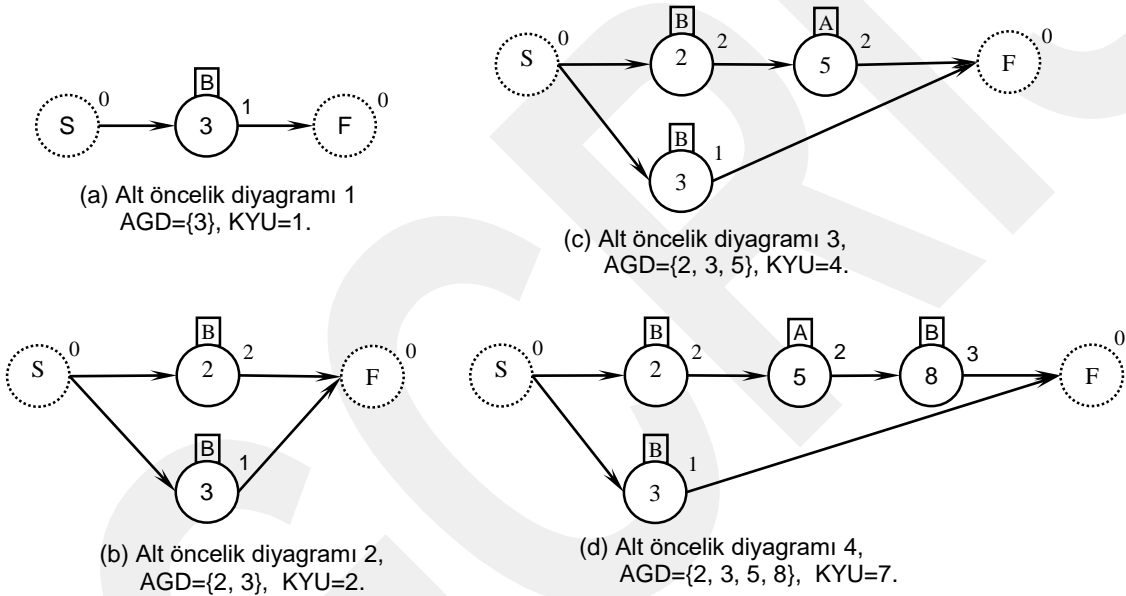 B
0
1
0
S
3
F
(a) Alt öncelik diyagramı 1
AGD={3}, KYU=1.
B
A
0
2
2
0
S
2
5
F
B
1
3
(c) Alt öncelik diyagramı 3,
AGD={2, 3, 5}, KYU=4.
B
0
2
0
S
2
F
B
1
3
(b) Alt öncelik diyagramı 2,
AGD={2, 3}, KYU=2.
B
A
B
0
2
2
3
0
S
2
5
8
F
B
1
3
(d) Alt öncelik diyagramı 4,
AGD={2, 3, 5, 8}, KYU=7.